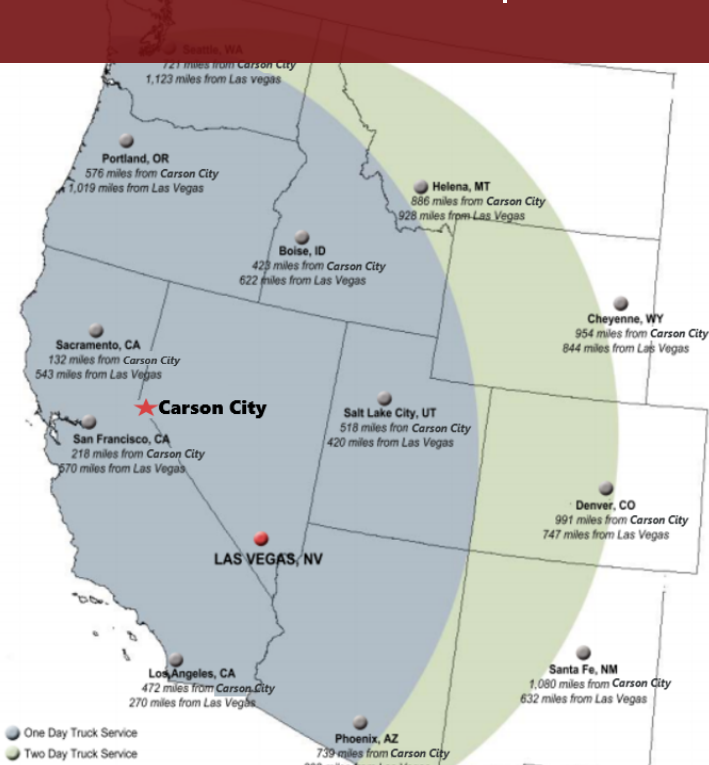 Seattle, WA
721 miles from Carson City
1,123 miles from Las vegas
Portland, OR
576 miles from Carson City
1,019 miles from Las Vegas
Helena, MT
886 miles from Carson City
928 miles from Las Vegas
Boise, ID
423 miles from Carson City
622 miles from Las Vegas
Cheyenne, WY
954 miles from Carson City
844 miles from Las Vegas
Sacramento, CA
132 miles from Carson City
543 miles from Las Vegas
Carson City
Salt Lake City, UT
518 miles fron Carson City
420 miles from Las Vegas
San Francisco, CA
218 miles from Carson City
570 miles from Las Vegas
Denver, CO
991 miles from Carson City
747 miles from Las Vegas
LAS VEGAS, NV
Los Angeles, CA
472 miles from Carson City
270 miles from Las Vegas
Santa Fe, NM
1,080 miles from Carson City
632 miles from Las Vegas
One Day Truck Service
Two Day Truck Service
Phoenix, AZ
739 miles from Carson City